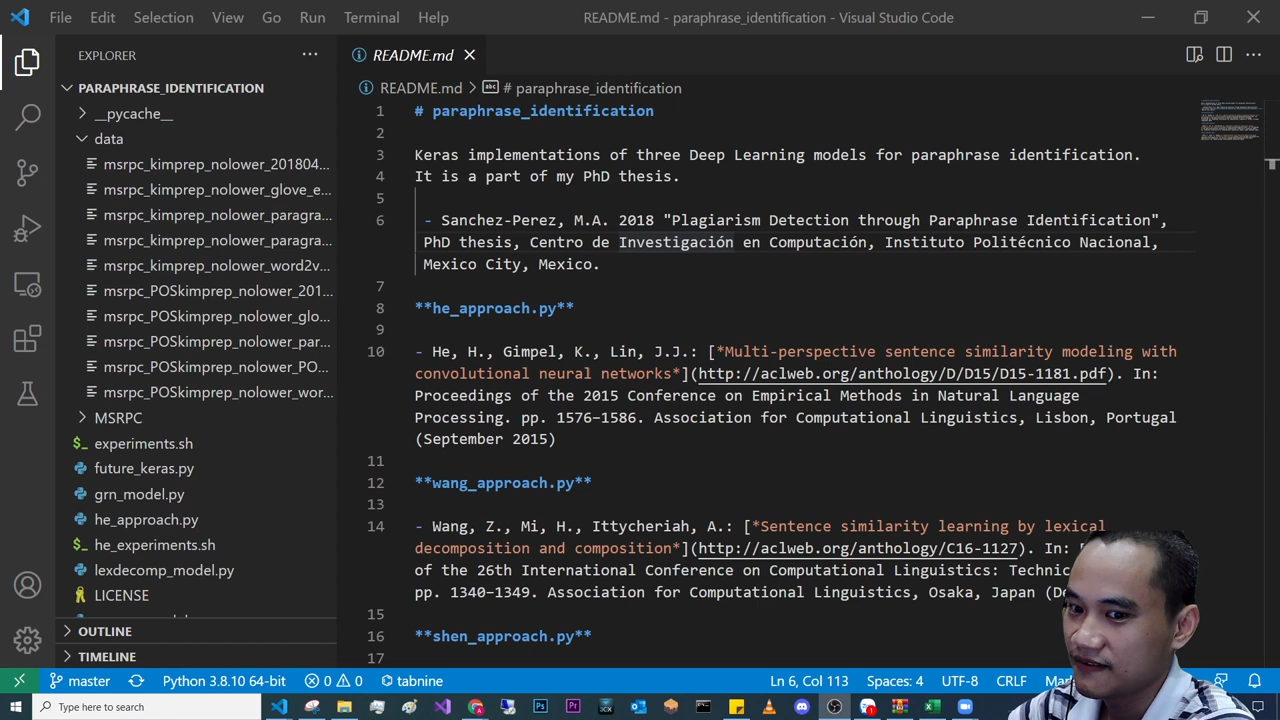 File Edit Selection View Go Run Terminal Help README.md - paraphrase_identification - Visual Studio Code
EXPLORER
README.md
PARAPHRASE_IDENTIFICATION
README.md > # paraphrase_identification
__pycache__
data
msrpc_kimprep_nolower_201804...
msrpc_kimprep_nolower_glove_e...
msrpc_kimprep_nolower_paragra...
msrpc_kimprep_nolower_paragra...
msrpc_kimprep_nolower_word2v...
msrpc_POSkimprep_nolower_201...
msrpc_POSkimprep_nolower_glo...
msrpc_POSkimprep_nolower_par...
msrpc_POSkimprep_nolower_PO...
msrpc_POSkimprep_nolower_wor...
MSRPC
experiments.sh
future_keras.py
grn_model.py
he_approach.py
he_experiments.sh
lexdecomp_model.py
LICENSE
OUTLINE
TIMELINE
1 # paraphrase_identification
2
3 Keras implementations of three Deep Learning models for paraphrase identification.
4 It is a part of my PhD thesis.
5
6 - Sanchez-Perez, M.A. 2018 "Plagiarism Detection through Paraphrase Identification",
PhD thesis, Centro de Investigación en Computación, Instituto Politécnico Nacional,
Mexico City, Mexico.
7
8 **he_approach.py**
9
10 - He, H., Gimpel, K., Lin, J.J.: [*Multi-perspective sentence similarity modeling with
convolutional neural networks*](http://aclweb.org/anthology/D/D15/D15-1181.pdf). In:
Proceedings of the 2015 Conference on Empirical Methods in Natural Language
Processing. pp. 1576–1586. Association for Computational Linguistics, Lisbon, Portugal
(September 2015)
11
12 **wang_approach.py**
13
14 - Wang, Z., Mi, H., Ittycheriah, A.: [*Sentence similarity learning by lexical
decomposition and composition*](http://aclweb.org/anthology/C16-1127). In:
of the 26th International Conference on Computational Linguistics:
pp. 1340–1349. Association for Computational Linguistics, Osaka, Japan
15
16 **shen_approach.py**
17
master Python 3.8.10 64-bit 0 0 tabnine Ln 6, Col 113 Spaces: 4 UTF-8 CRLF
Type here to search